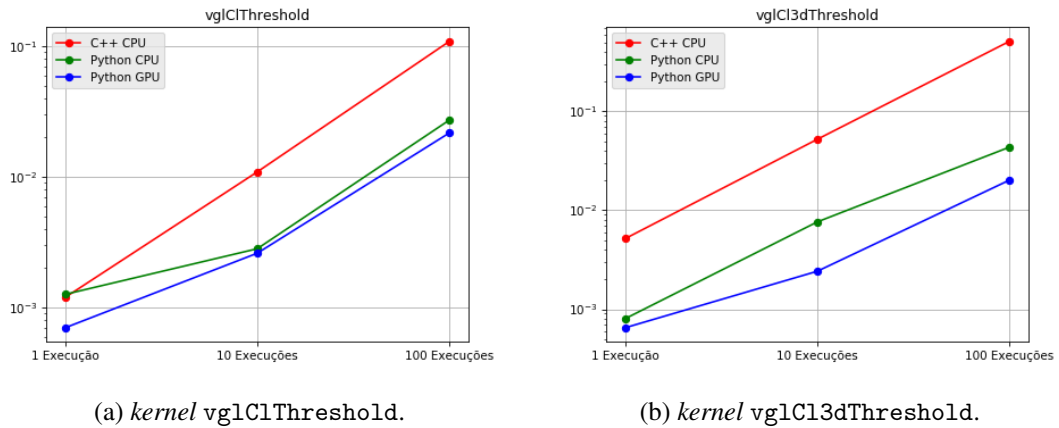 vglClThreshold
10⁻¹
10⁻²
10⁻³
C++ CPU
Python CPU
Python GPU
1 Execução
10 Execuções
100 Execuções
(a) kernel vglClThreshold.
vglCl3dThreshold
10⁻¹
10⁻²
10⁻³
C++ CPU
Python CPU
Python GPU
1 Execução
10 Execuções
100 Execuções
(b) kernel vglCl3dThreshold.